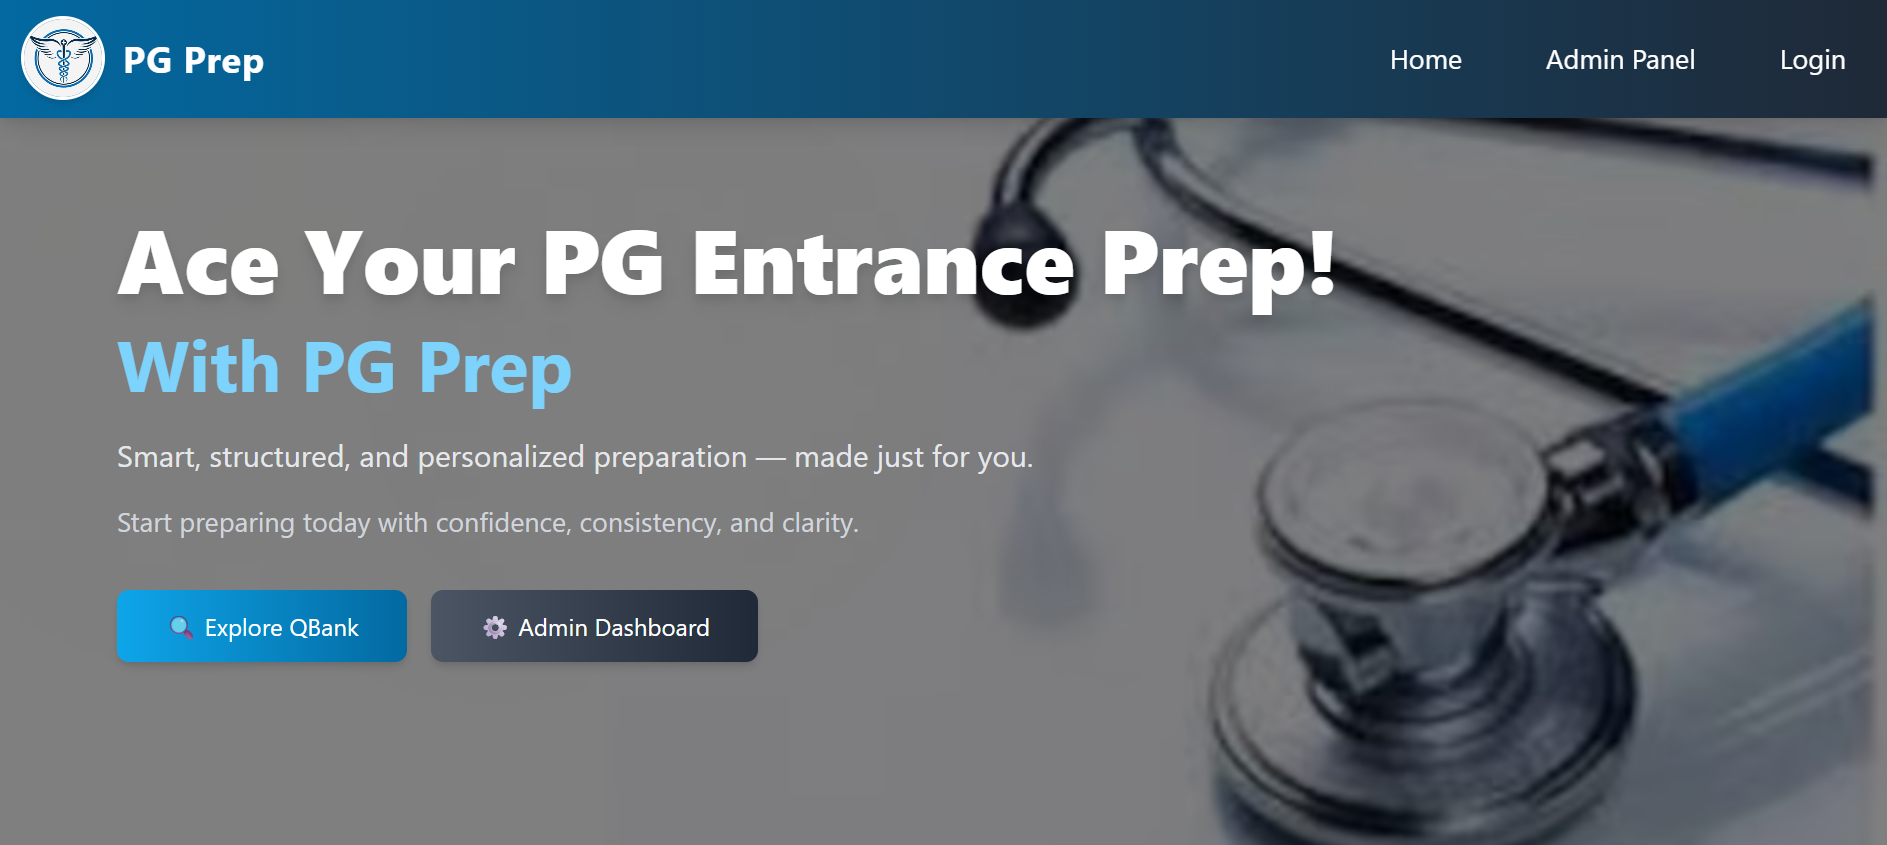 PG Prep
Home
Admin Panel
Login
Ace Your PG Entrance Prep!
With PG Prep
Smart, structured, and personalized preparation — made just for you.
Start preparing today with confidence, consistency, and clarity.
🔍 Explore QBank
⚙️ Admin Dashboard